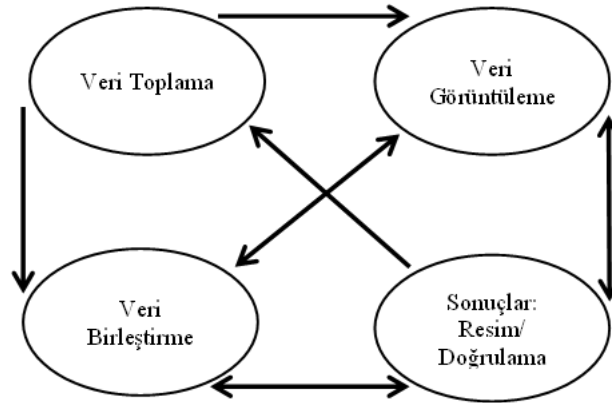 Veri Toplama
Veri
Görüntüleme
Veri
Birleştirme
Sonuçlar:
Resim/
Doğrulama